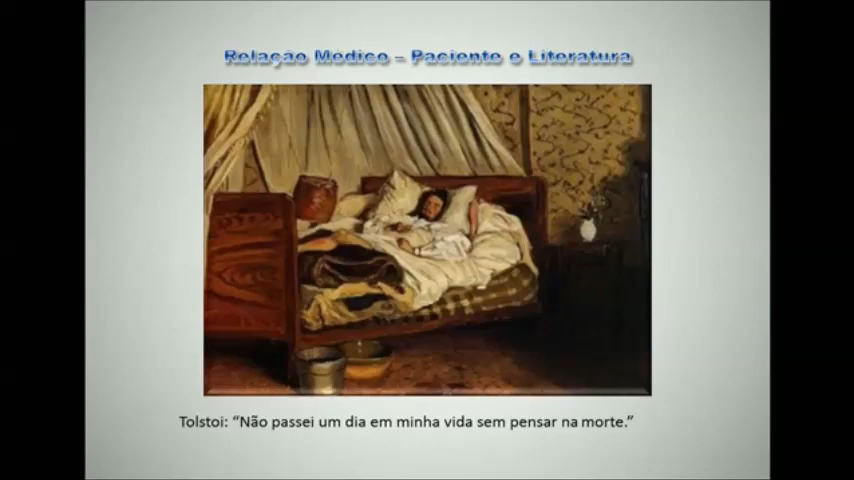 Relação Médico – Paciente e Literatura
Tolstoi: “Não passei um dia em minha vida sem pensar na morte.”